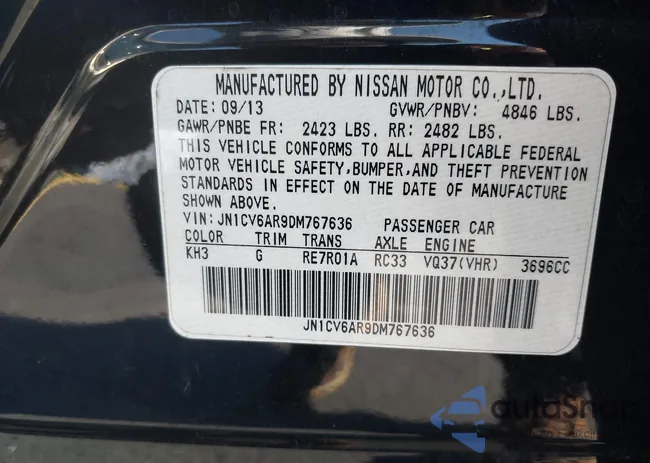 MANUFACTURED BY NISSAN MOTOR CO.,LTD.
DATE: 09/13 GVWR/PNBV: 4846 LBS.
GAWR/PNBE FR: 2423 LBS. RR: 2482 LBS.
THIS VEHICLE CONFORMS TO ALL APPLICABLE FEDERAL
MOTOR VEHICLE SAFETY,BUMPER,AND THEFT PREVENTION
STANDARDS IN EFFECT ON THE DATE OF MANUFACTURE
SHOWN ABOVE.
VIN: JN1CV6AR9DM767636 PASSENGER CAR
COLOR TRIM TRANS AXLE ENGINE
KH3 G RE7R01A RC33 VQ37(VHR) 3696CC
JN1CV6AR9DM767636
autoSnap